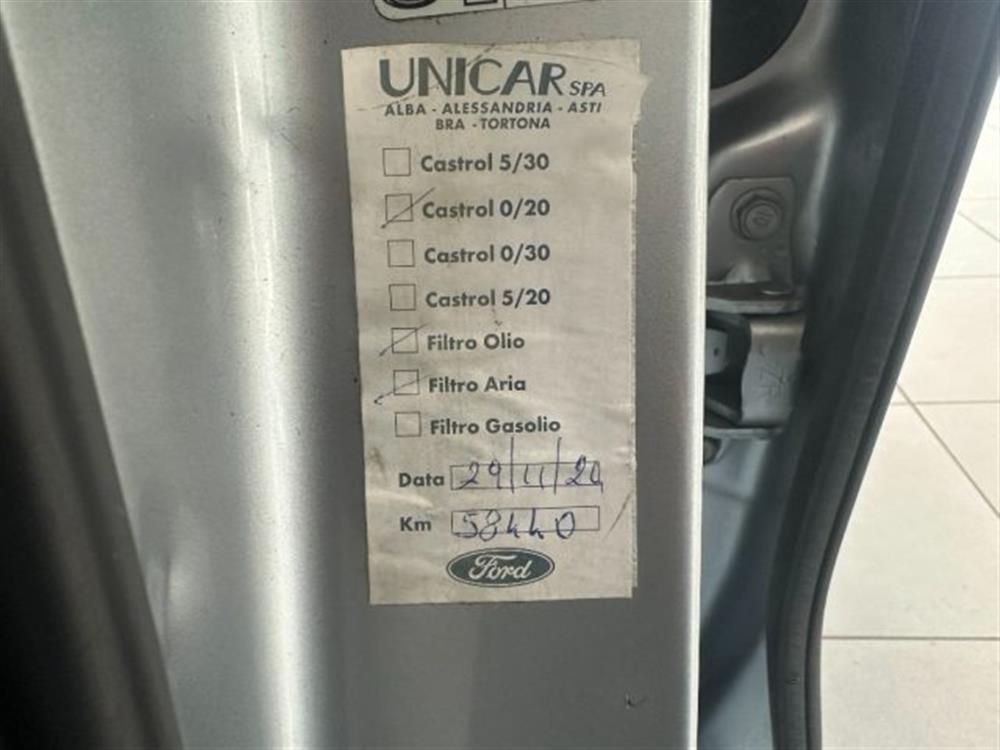 UNICAR SPA
ALBA - ALESSANDRIA - ASTI
BRA - TORTONA
Castrol 5/30
Castrol 0/20
Castrol 0/30
Castrol 5/20
Filtro Olio
Filtro Aria
Filtro Gasolio
Data 29/11/24
Km 58440
Ford